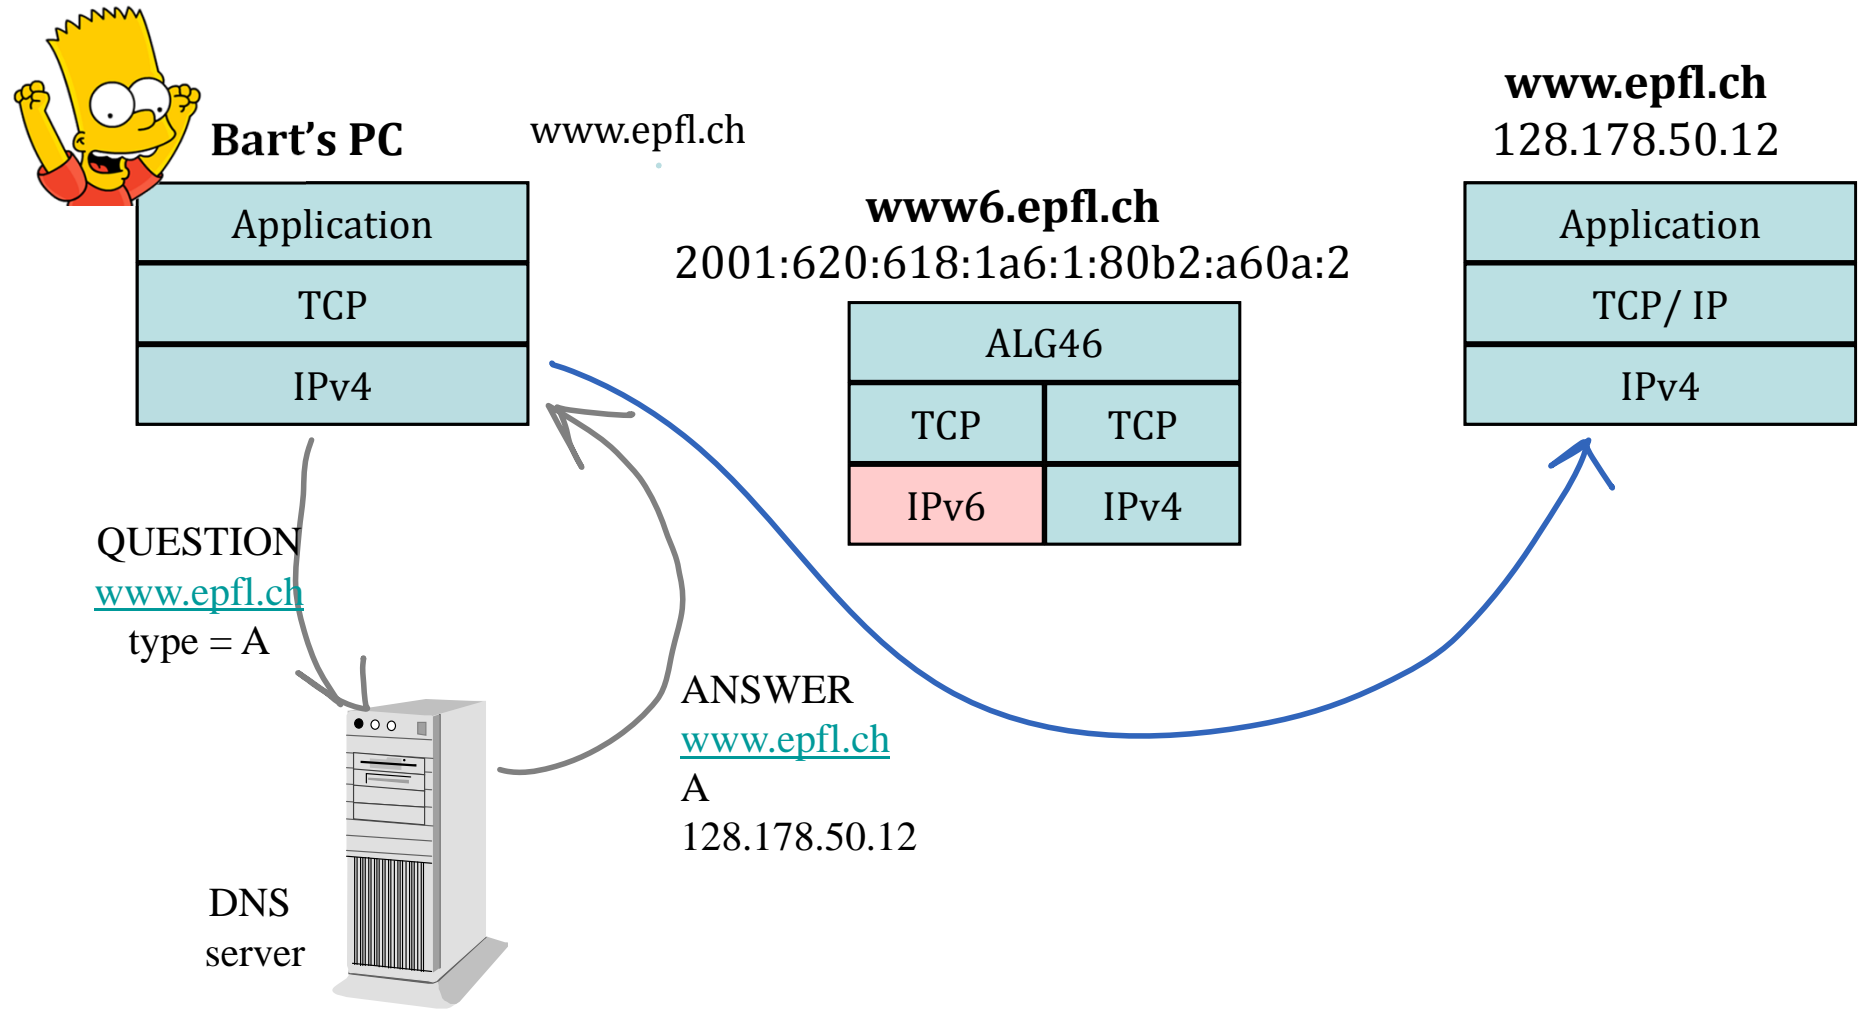 Bart's PC
www.epfl.ch
www.epfl.ch
128.178.50.12
www6.epfl.ch
2001:620:618:1a6:1:80b2:a60a:2
Application
TCP
IPv4
ALG46
TCP
TCP
IPv6
IPv4
Application
TCP/ IP
IPv4
QUESTION
www.epfl.ch
type = A
ANSWER
www.epfl.ch
A
128.178.50.12
DNS
server